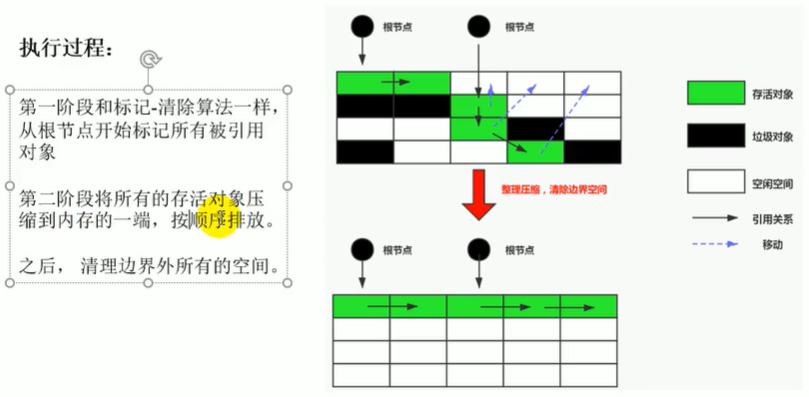 执行过程：
第一阶段和标记-清除算法一样，
从根节点开始标记所有被引用
对象
第二阶段将所有的存活对象压
缩到内存的一端，按顺序排放。
之后， 清理边界外所有的空间。
根节点
根节点
整理压缩，清除边界空间
根节点
根节点
存活对象
垃圾对象
空闲空间
引用关系
移动